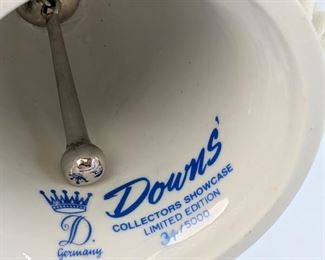 Downs'
COLLECTORS SHOWCASE
LIMITED EDITION
34/5000
D.
Germany